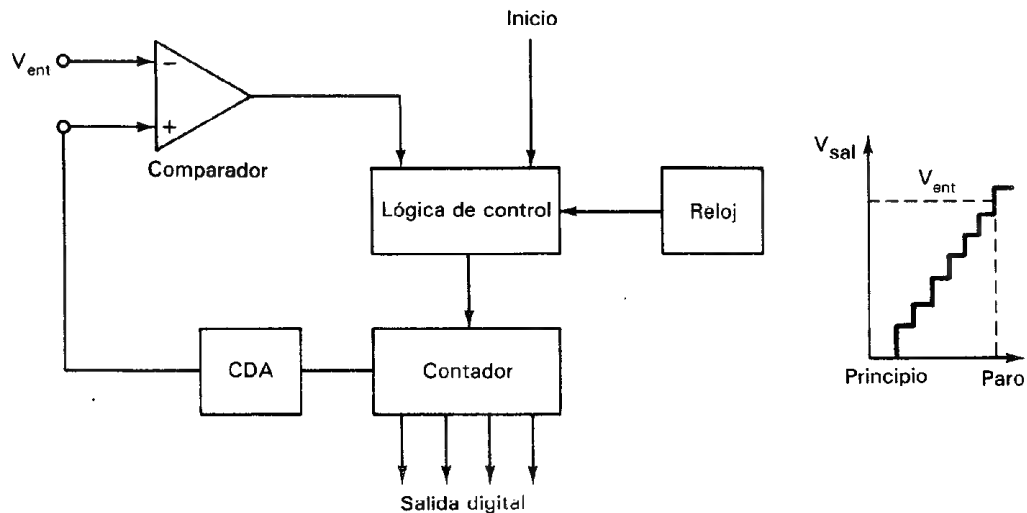 Inicio
V_ent
−
+
Comparador
Lógica de control
Reloj
CDA
Contador
Salida digital
V_sal
V_ent
Principio
Paro